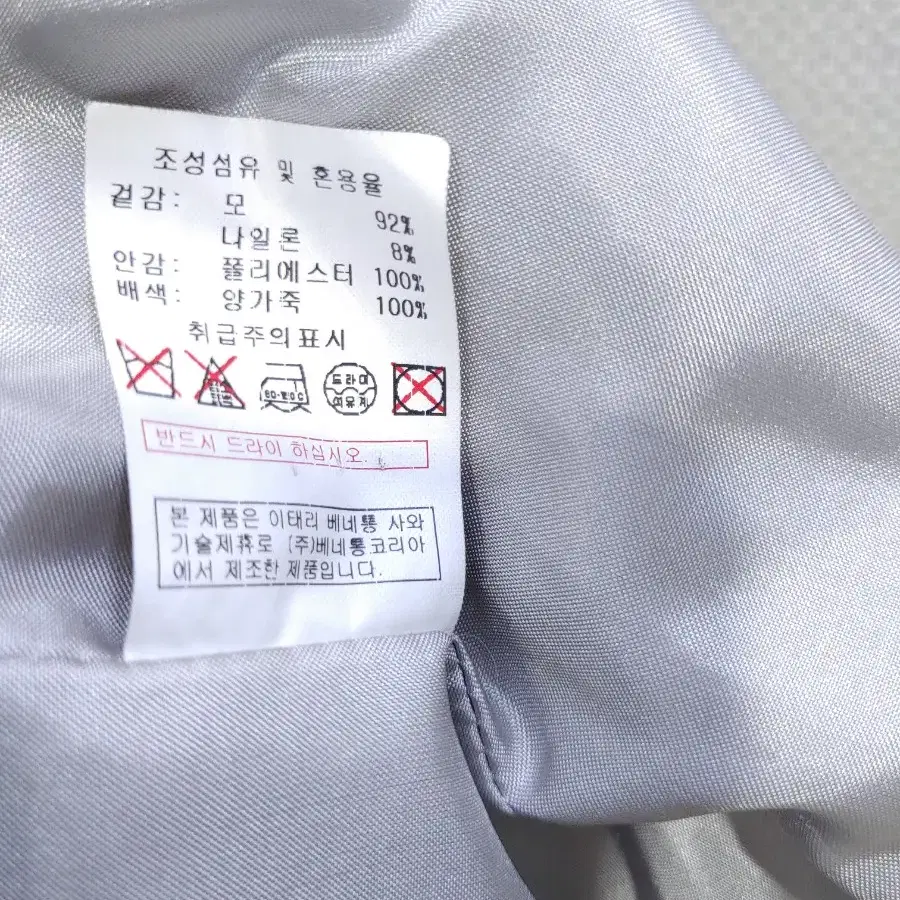 조성섬유 및 혼용율
겉감: 모 92%
나일론 8%
안감: 폴리에스터 100%
배색: 양가죽 100%
취급주의표시
드라이
석유계
반드시 드라이 하십시오.
본 제품은 이태리 베네통 사와
기술제휴로 (주)베네통코리아
에서 제조한 제품입니다.